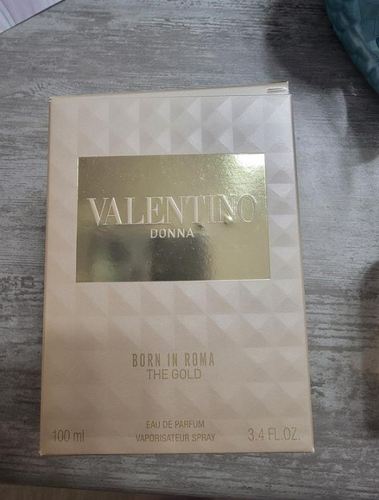 VALENTINO
DONNA
BORN IN ROMA
THE GOLD
EAU DE PARFUM
100 ml VAPORISATEUR SPRAY 3.4 FL.OZ.